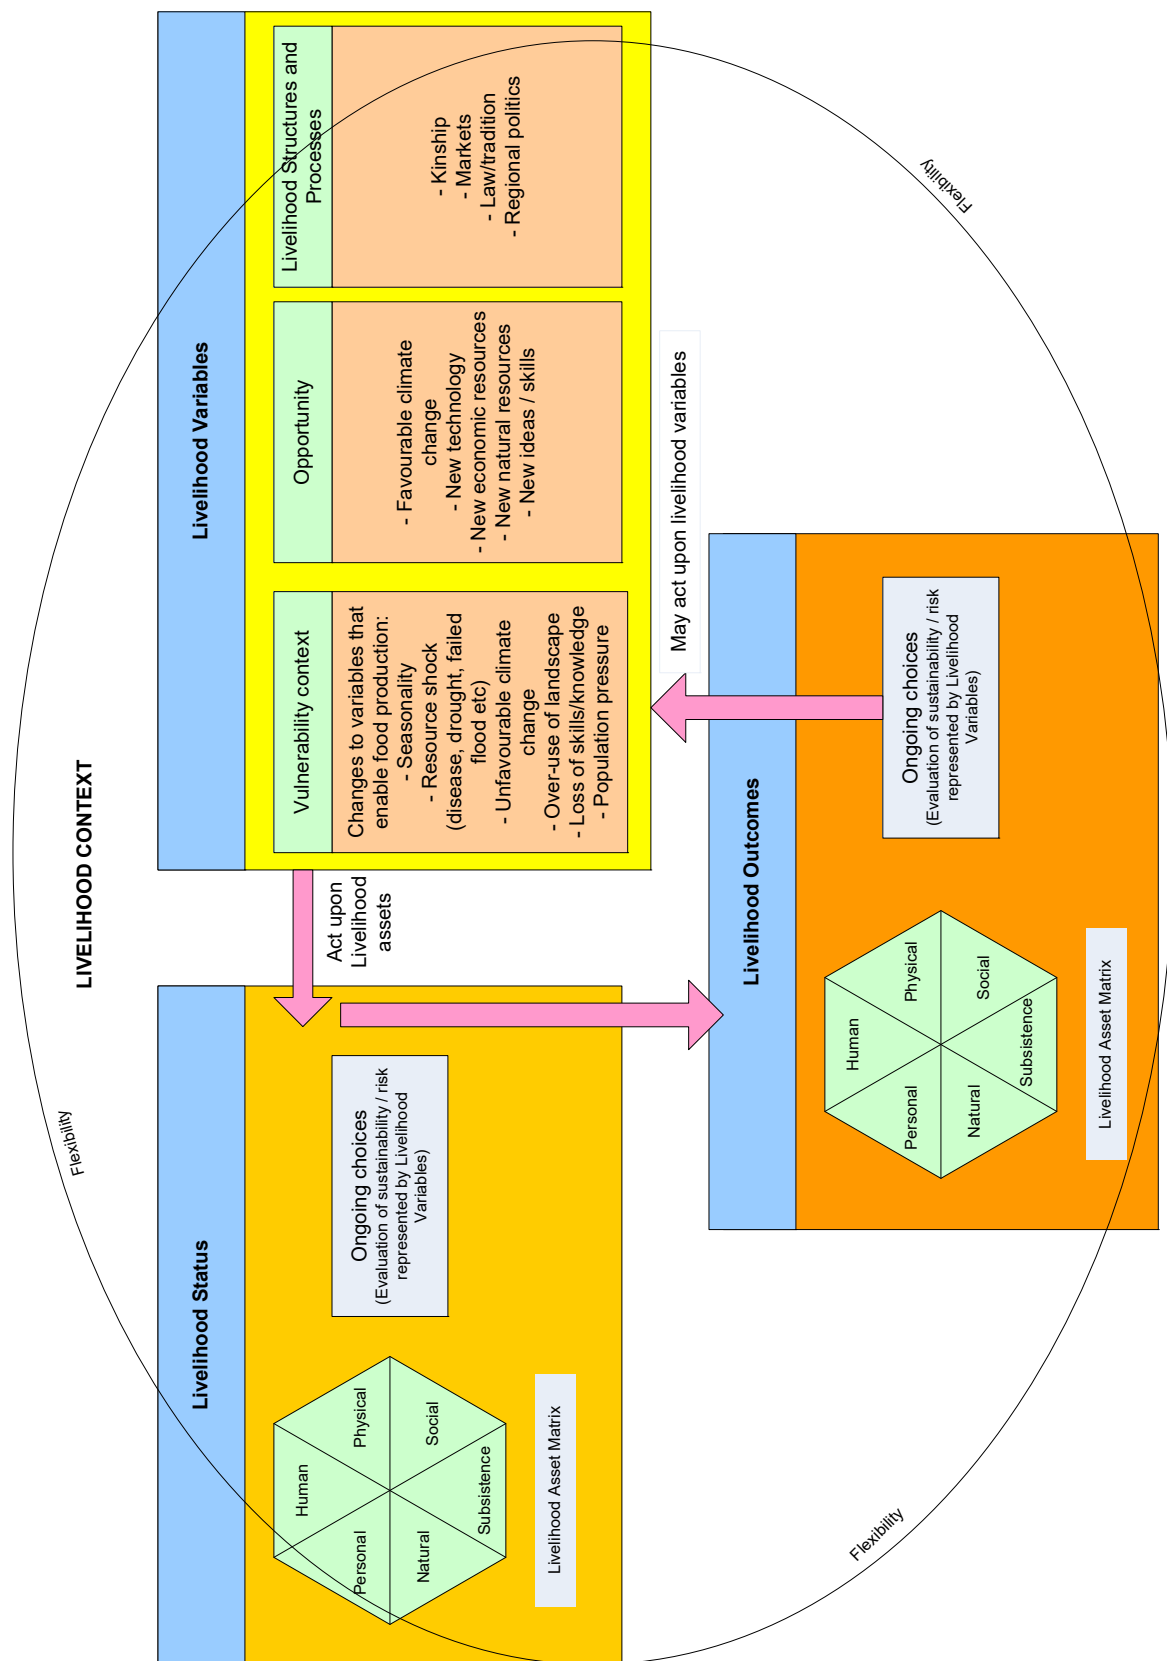 LIVELIHOOD CONTEXT
Flexibility
Livelihood Status
Human
Physical
Personal
Natural
Social
Subsistence
Livelihood Asset Matrix
Ongoing choices
(Evaluation of sustainability / risk
represented by Livelihood
Variables)
Act upon
Livelihood
assets
Livelihood Variables
Vulnerability context
Changes to variables that
enable food production:
- Seasonality
- Resource shock
(disease, drought, failed
flood etc)
- Unfavourable climate
change
- Over-use of landscape
- Loss of skills/knowledge
- Population pressure
Opportunity
- Favourable climate
change
- New technology
- New economic resources
- New natural resources
- New ideas / skills
Livelihood Structures and
Processes
- Kinship
- Markets
- Law/tradition
- Regional politics
May act upon livelihood variables
Flexibility
Livelihood Outcomes
Human
Physical
Personal
Natural
Social
Subsistence
Livelihood Asset Matrix
Ongoing choices
(Evaluation of sustainability / risk
represented by Livelihood
Variables)
Flexibility